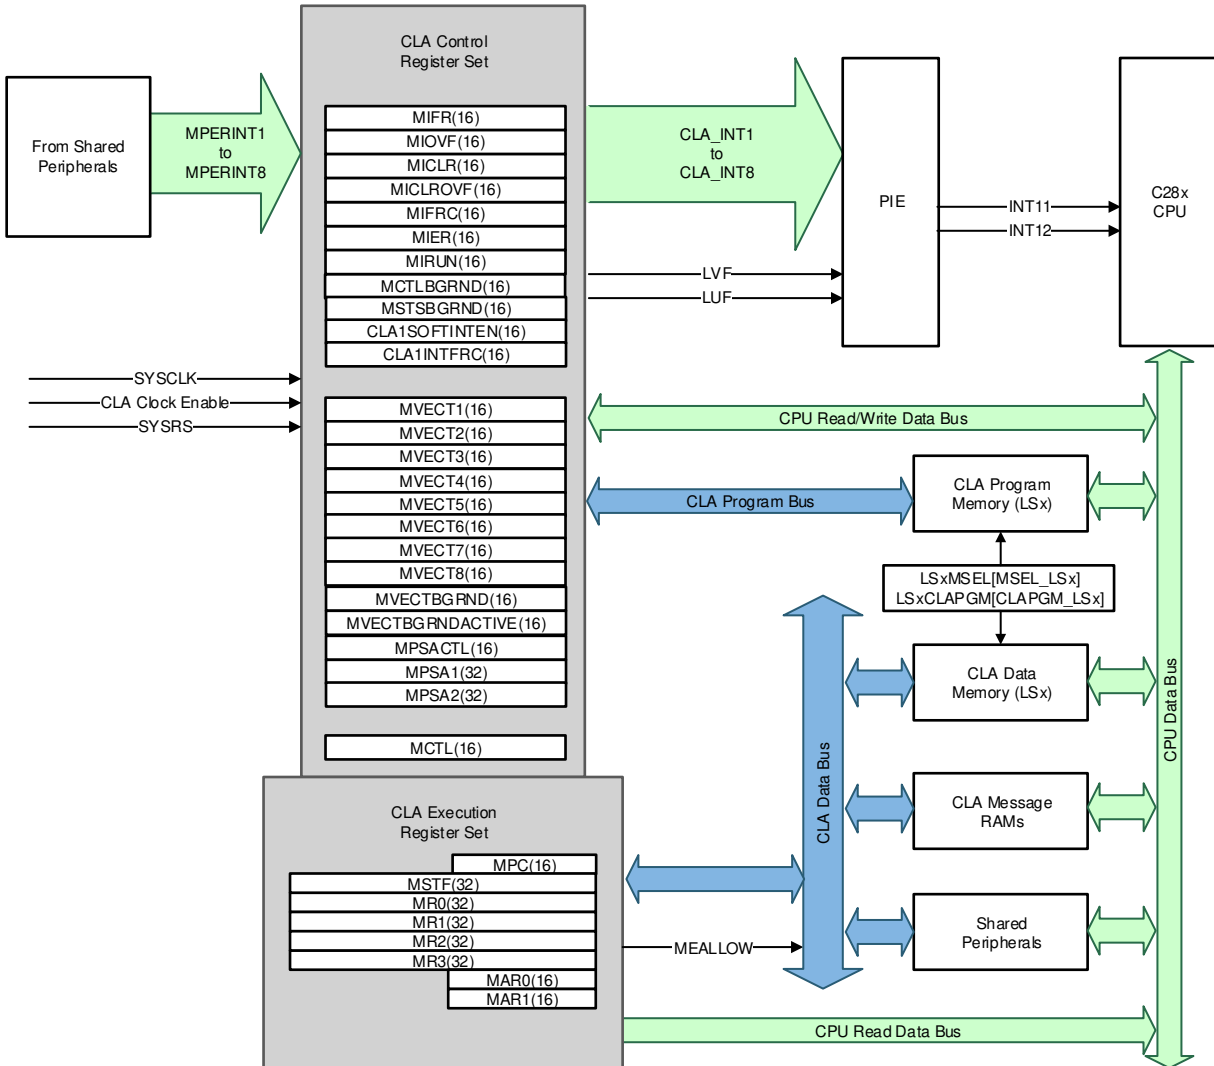 CLA Control
Register Set
From Shared
Peripherals
MPERINT1
to
MPERINT8
MIFR(16)
MIOVF(16)
MICLR(16)
MICLROVF(16)
MIFRC(16)
MIER(16)
MIRUN(16)
MCTLBGRND(16)
MSTSBGRND(16)
CLA1SOFTINTEN(16)
CLA1INTFRC(16)
CLA_INT1
to
CLA_INT8
LVF
LUF
PIE
INT11
INT12
C28x
CPU
SYSCLK
CLA Clock Enable
SYSRS
MVECT1(16)
MVECT2(16)
MVECT3(16)
MVECT4(16)
MVECT5(16)
MVECT6(16)
MVECT7(16)
MVECT8(16)
MVECTBGRND(16)
MVECTBGRNDACTIVE(16)
MPSACTL(16)
MPSA1(32)
MPSA2(32)
MCTL(16)
CPU Read/Write Data Bus
CLA Program Bus
CLA Program
Memory (LSx)
LSxMSEL[MSEL_LSx]
LSxCLAPGM[CLAPGM_LSx]
CLA Data
Memory (LSx)
CLA Data Bus
CPU Data Bus
CLA Message
RAMs
Shared
Peripherals
CLA Execution
Register Set
MPC(16)
MSTF(32)
MR0(32)
MR1(32)
MR2(32)
MR3(32)
MAR0(16)
MAR1(16)
MEALLOW
CPU Read Data Bus